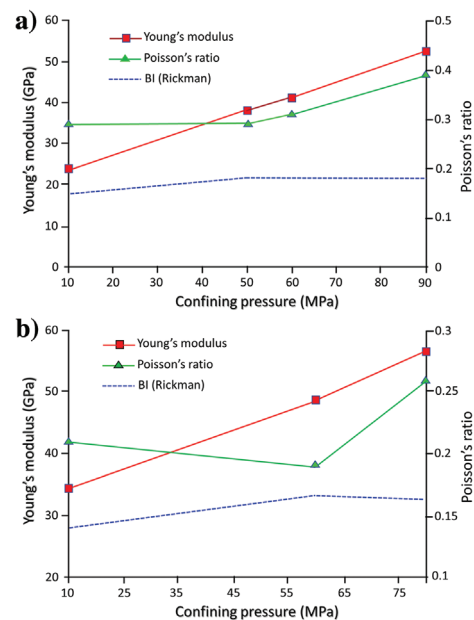 a)
60
50
40
30
20
10
0
Young's modulus (GPa)
Young's modulus
Poisson's ratio
BI (Rickman)
0.5
0.4
0.3
0.2
0.1
0
Poisson's ratio
10 20 30 40 50 60 70 80 90
Confining pressure (MPa)
b)
60
50
40
30
20
Young's modulus (GPa)
Young's modulus
Poisson's ratio
BI (Rickman)
0.3
0.25
0.2
0.15
0.1
Poisson's ratio
10 25 35 45 55 65 75
Confining pressure (MPa)